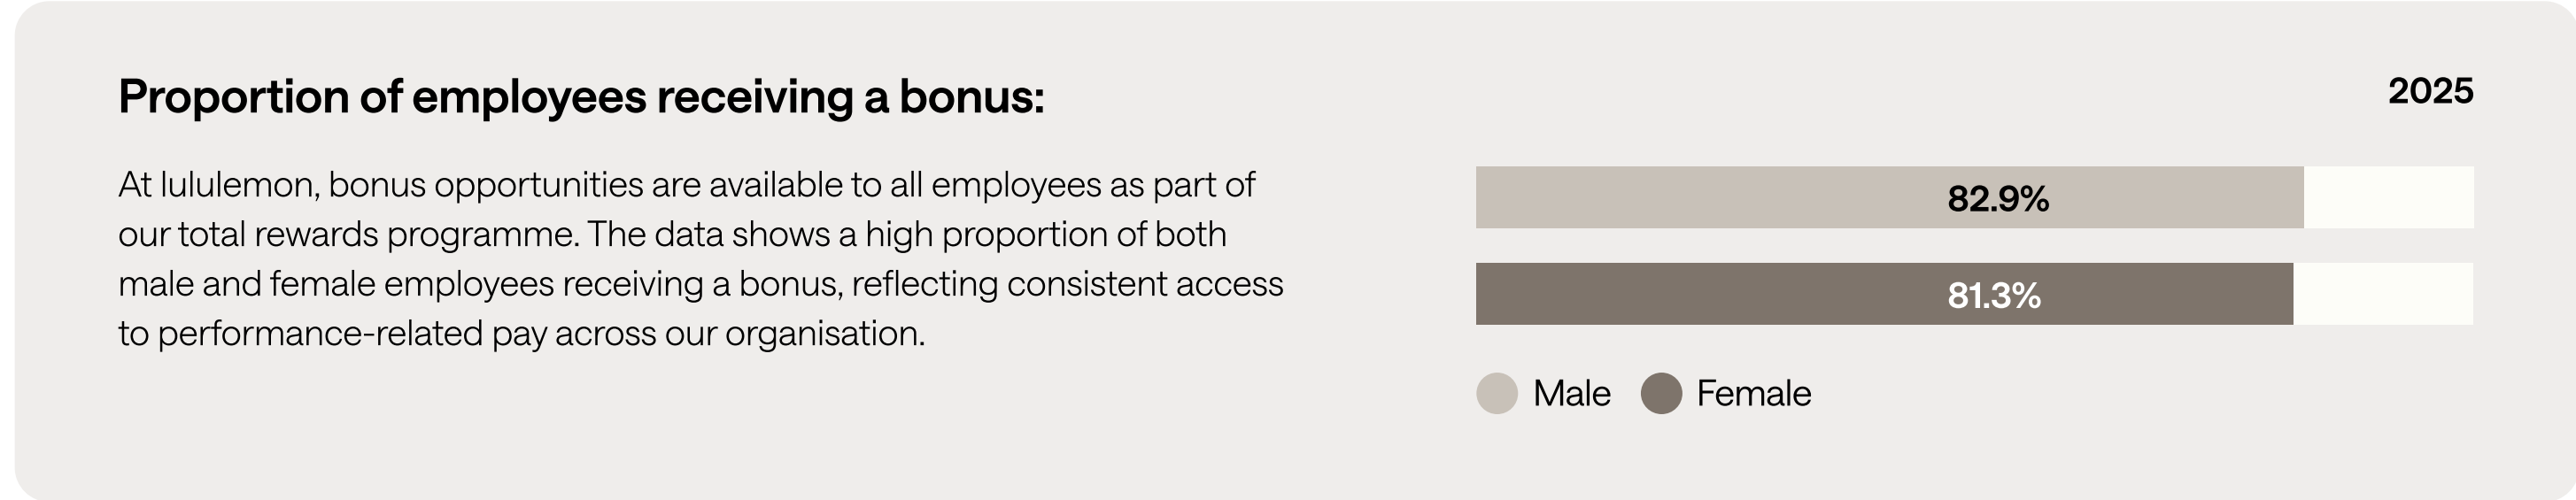 Proportion of employees receiving a bonus:
At lululemon, bonus opportunities are available to all employees as part of
our total rewards programme. The data shows a high proportion of both
male and female employees receiving a bonus, reflecting consistent access
to performance-related pay across our organisation.
2025
82.9%
81.3%
Male Female